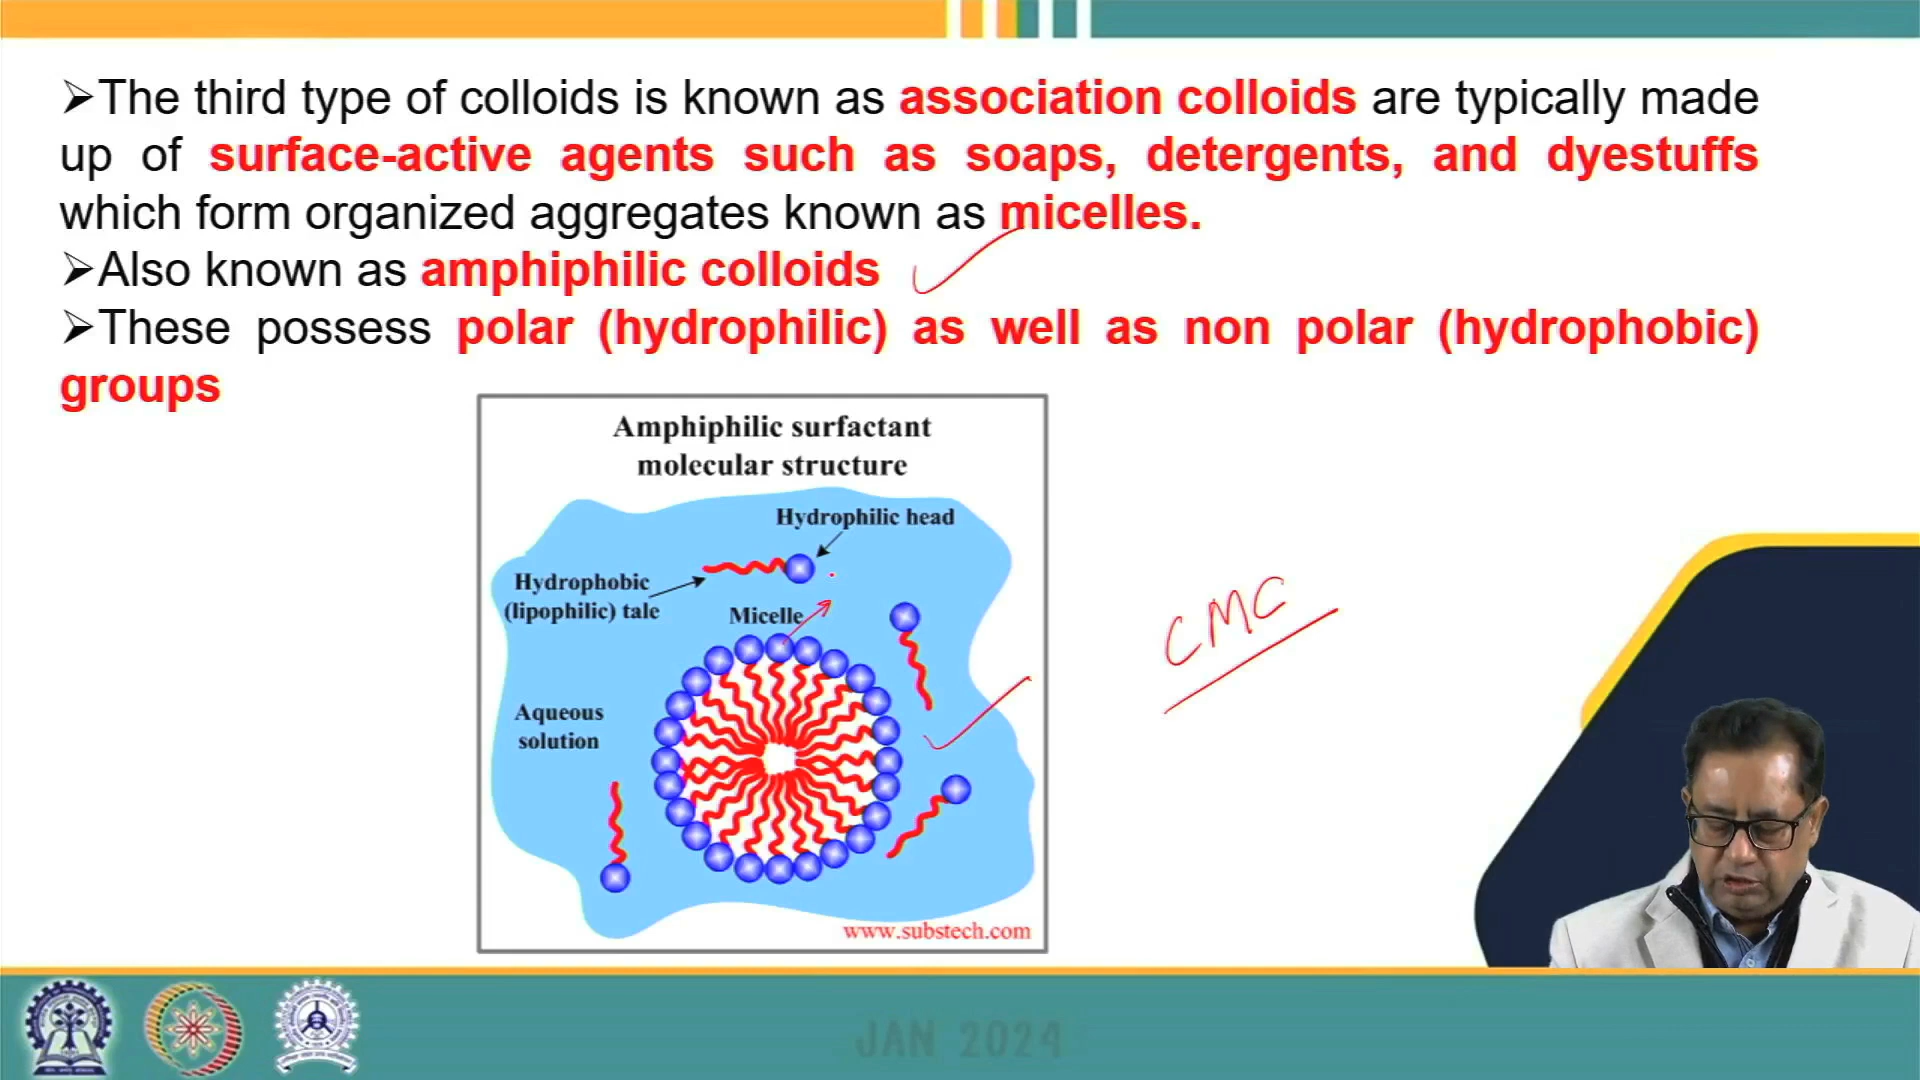 ➢The third type of colloids is known as association colloids are typically made
up of surface-active agents such as soaps, detergents, and dyestuffs
which form organized aggregates known as micelles.
➢Also known as amphiphilic colloids
➢These possess polar (hydrophilic) as well as non polar (hydrophobic)
groups
Amphiphilic surfactant
molecular structure
Hydrophilic head
Hydrophobic
(lipophilic) tale
Micelle
Aqueous
solution
CMC
www.substech.com
JAN 2024